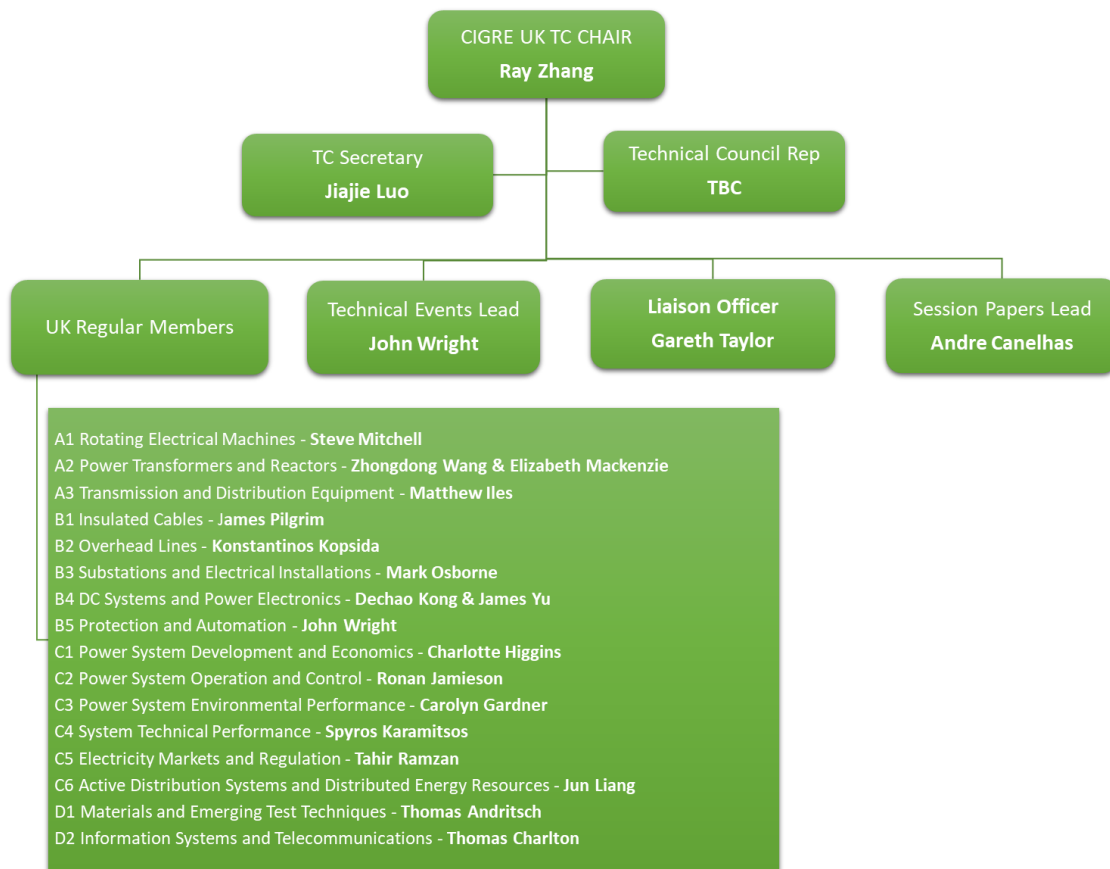 CIGRE UK TC CHAIR
Ray Zhang
TC Secretary
Jiajie Luo
Technical Council Rep
TBC
UK Regular Members
Technical Events Lead
John Wright
Liaison Officer
Gareth Taylor
Session Papers Lead
Andre Canelhas
A1 Rotating Electrical Machines - Steve Mitchell
A2 Power Transformers and Reactors - Zhongdong Wang & Elizabeth Mackenzie
A3 Transmission and Distribution Equipment - Matthew Iles
B1 Insulated Cables - James Pilgrim
B2 Overhead Lines - Konstantinos Kopsida
B3 Substations and Electrical Installations - Mark Osborne
B4 DC Systems and Power Electronics - Dechao Kong & James Yu
B5 Protection and Automation - John Wright
C1 Power System Development and Economics - Charlotte Higgins
C2 Power System Operation and Control - Ronan Jamieson
C3 Power System Environmental Performance - Carolyn Gardner
C4 System Technical Performance - Spyros Karamitsos
C5 Electricity Markets and Regulation - Tahir Ramzan
C6 Active Distribution Systems and Distributed Energy Resources - Jun Liang
D1 Materials and Emerging Test Techniques - Thomas Andritsch
D2 Information Systems and Telecommunications - Thomas Charlton